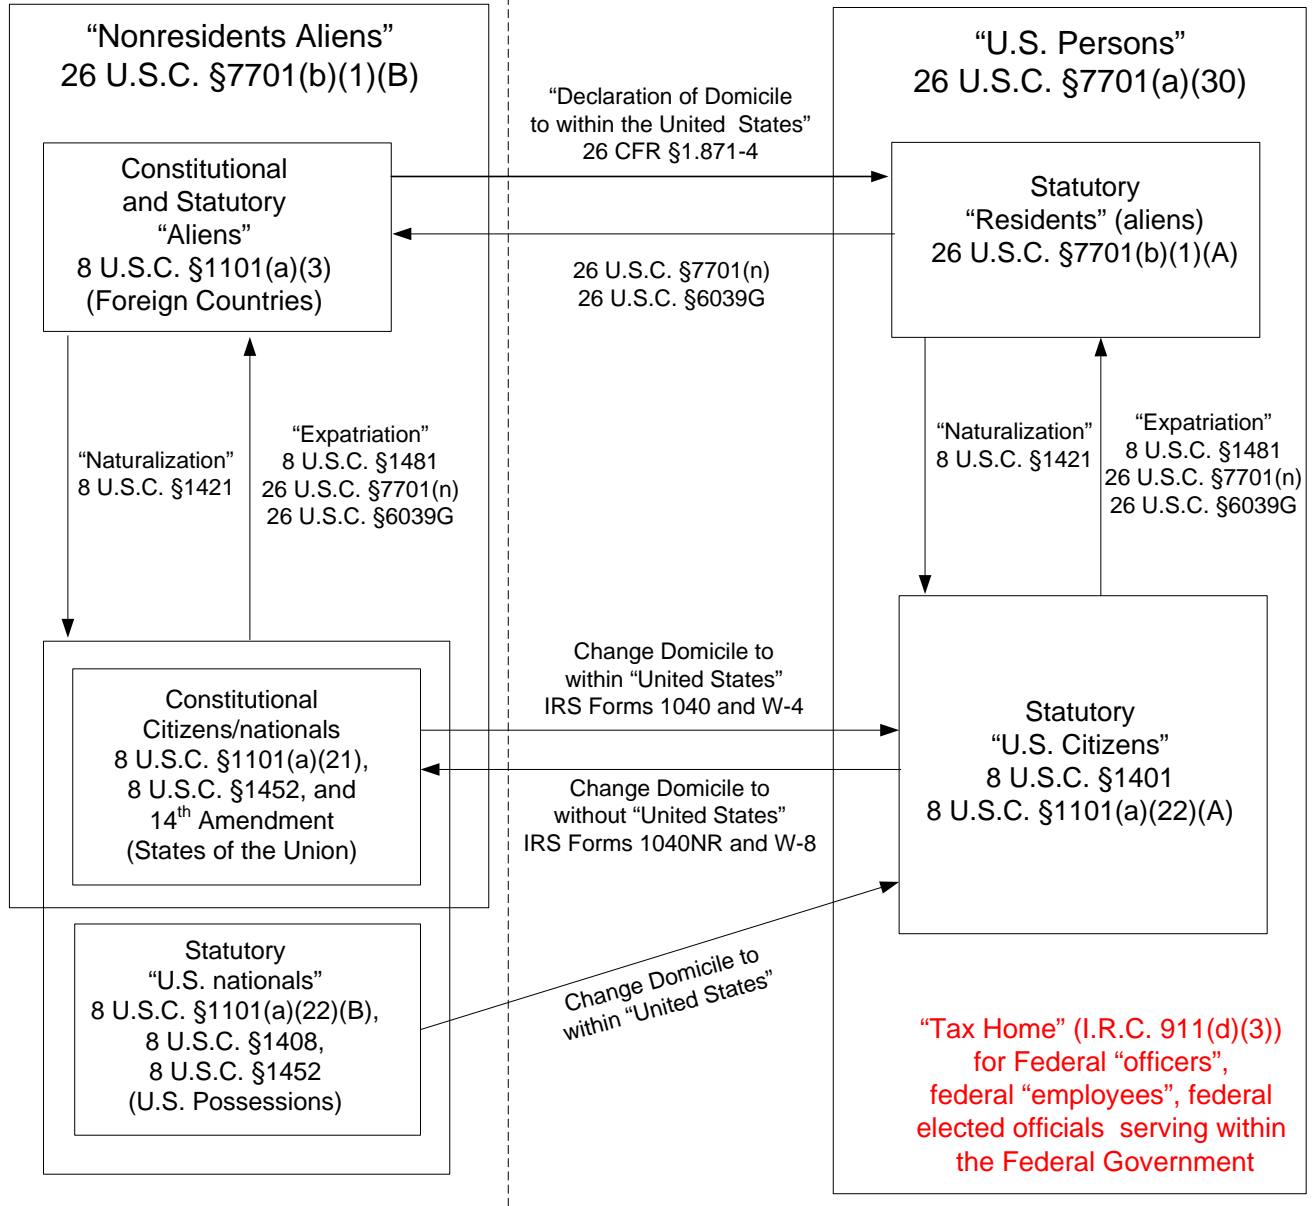 “Nonresidents Aliens”
26 U.S.C. §7701(b)(1)(B)
Constitutional
and Statutory
“Aliens”
8 U.S.C. §1101(a)(3)
(Foreign Countries)
“Naturalization”
8 U.S.C. §1421
“Expatriation”
8 U.S.C. §1481
26 U.S.C. §7701(n)
26 U.S.C. §6039G
Constitutional
Citizens/nationals
8 U.S.C. §1101(a)(21),
8 U.S.C. §1452, and
14th Amendment
(States of the Union)
Statutory
“U.S. nationals”
8 U.S.C. §1101(a)(22)(B),
8 U.S.C. §1408,
8 U.S.C. §1452
(U.S. Possessions)
“Declaration of Domicile
to within the United States”
26 CFR §1.871-4
26 U.S.C. §7701(n)
26 U.S.C. §6039G
Change Domicile to
within “United States”
IRS Forms 1040 and W-4
Change Domicile to
without “United States”
IRS Forms 1040NR and W-8
Change Domicile to
within “United States”
“U.S. Persons”
26 U.S.C. §7701(a)(30)
Statutory
“Residents” (aliens)
26 U.S.C. §7701(b)(1)(A)
“Naturalization”
8 U.S.C. §1421
“Expatriation”
8 U.S.C. §1481
26 U.S.C. §7701(n)
26 U.S.C. §6039G
Statutory
“U.S. Citizens”
8 U.S.C. §1401
8 U.S.C. §1101(a)(22)(A)
“Tax Home” (I.R.C. 911(d)(3))
for Federal “officers”,
federal “employees”, federal
elected officials serving within
the Federal Government